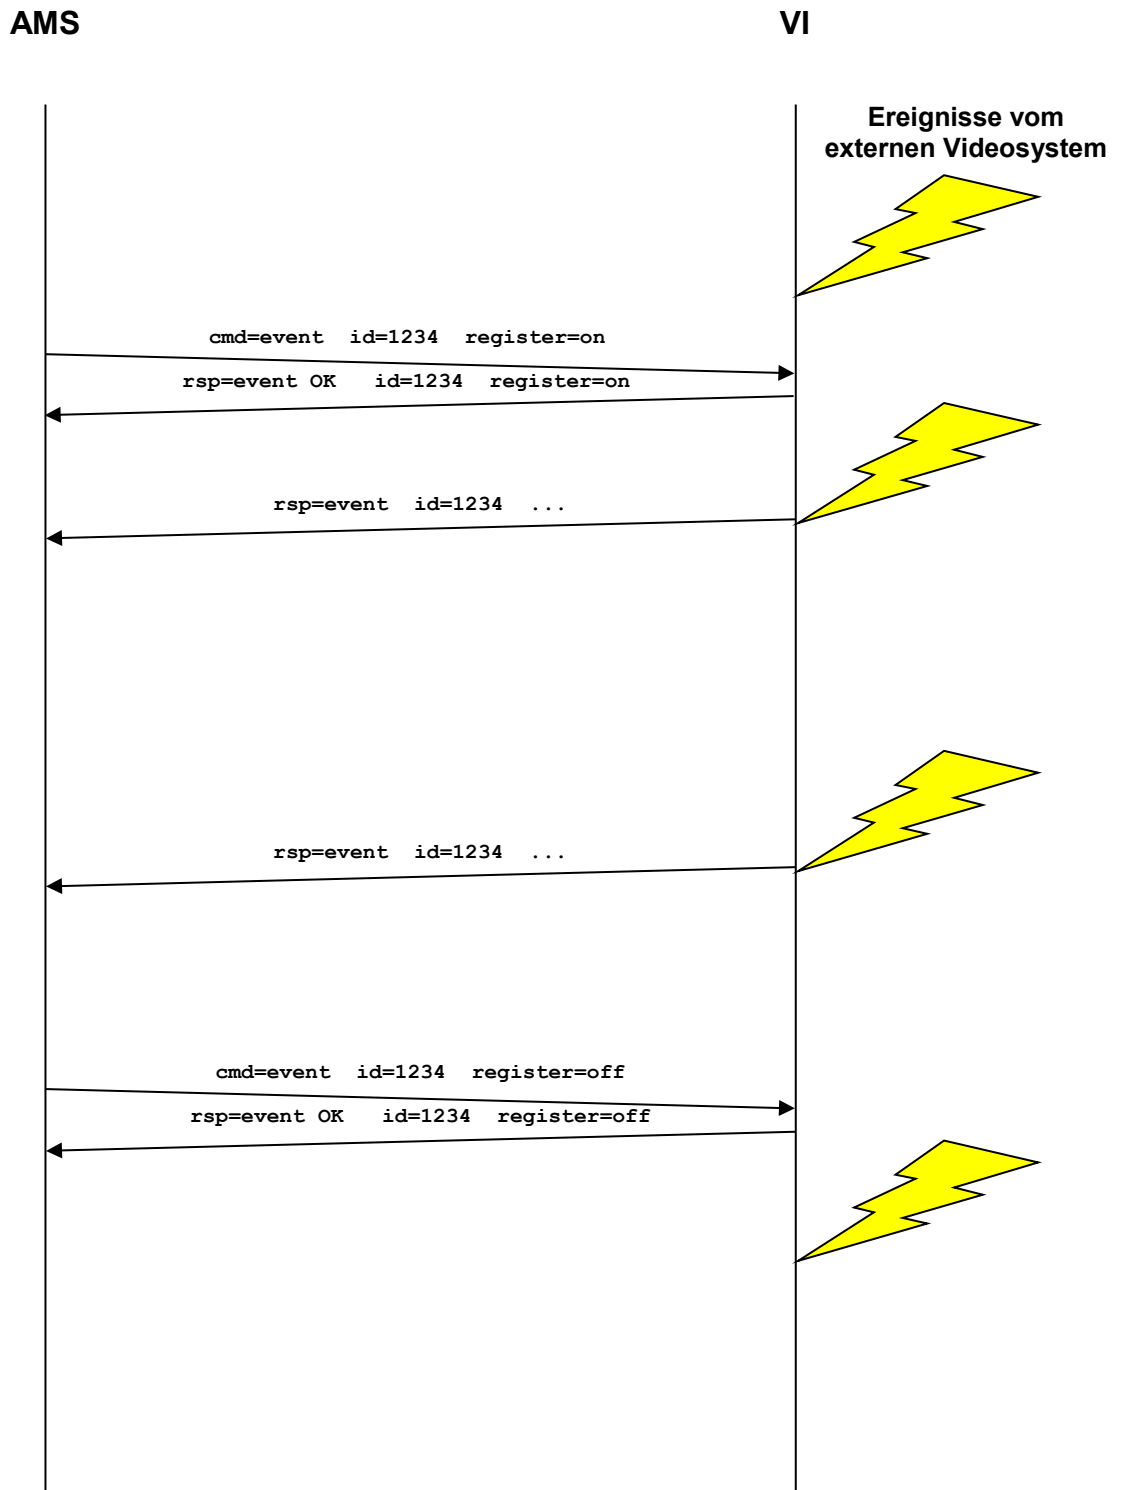 AMS
VI
Ereignisse vom
externen Videosystem
cmd=event  id=1234  register=on
rsp=event OK   id=1234  register=on
rsp=event  id=1234  ...
rsp=event  id=1234  ...
cmd=event  id=1234  register=off
rsp=event OK   id=1234  register=off